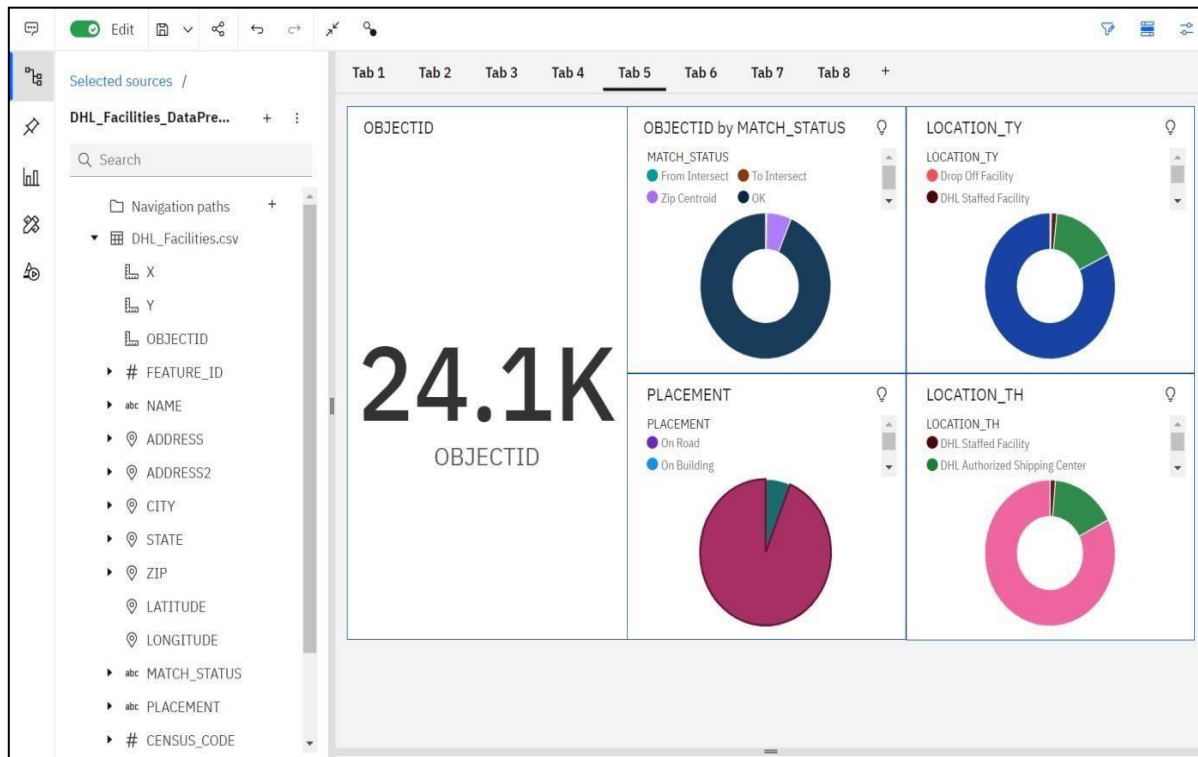 Edit
Selected sources /
DHL_Facilities_DataPre...
Search
Navigation paths
DHL_Facilities.csv
X
Y
OBJECTID
# FEATURE_ID
abc NAME
ADDRESS
ADDRESS2
CITY
STATE
ZIP
LATITUDE
LONGITUDE
abc MATCH_STATUS
abc PLACEMENT
# CENSUS_CODE
Tab 1 Tab 2 Tab 3 Tab 4 Tab 5 Tab 6 Tab 7 Tab 8 +
OBJECTID
24.1K
OBJECTID
OBJECTID by MATCH_STATUS
MATCH_STATUS
From Intersect To Intersect
Zip Centroid OK
LOCATION_TY
LOCATION_TY
Drop Off Facility
DHL Staffed Facility
PLACEMENT
PLACEMENT
On Road
On Building
LOCATION_TH
LOCATION_TH
DHL Staffed Facility
DHL Authorized Shipping Center